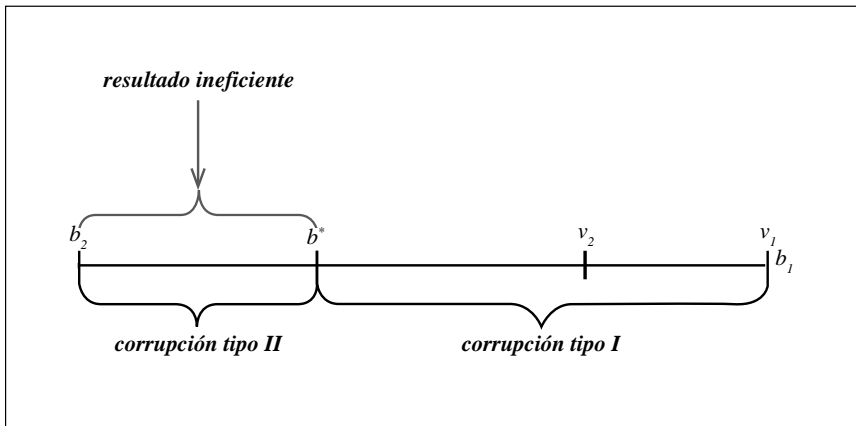 resultado ineficiente
b₂ b* v₂ v₁
b₁
corrupción tipo II corrupción tipo I